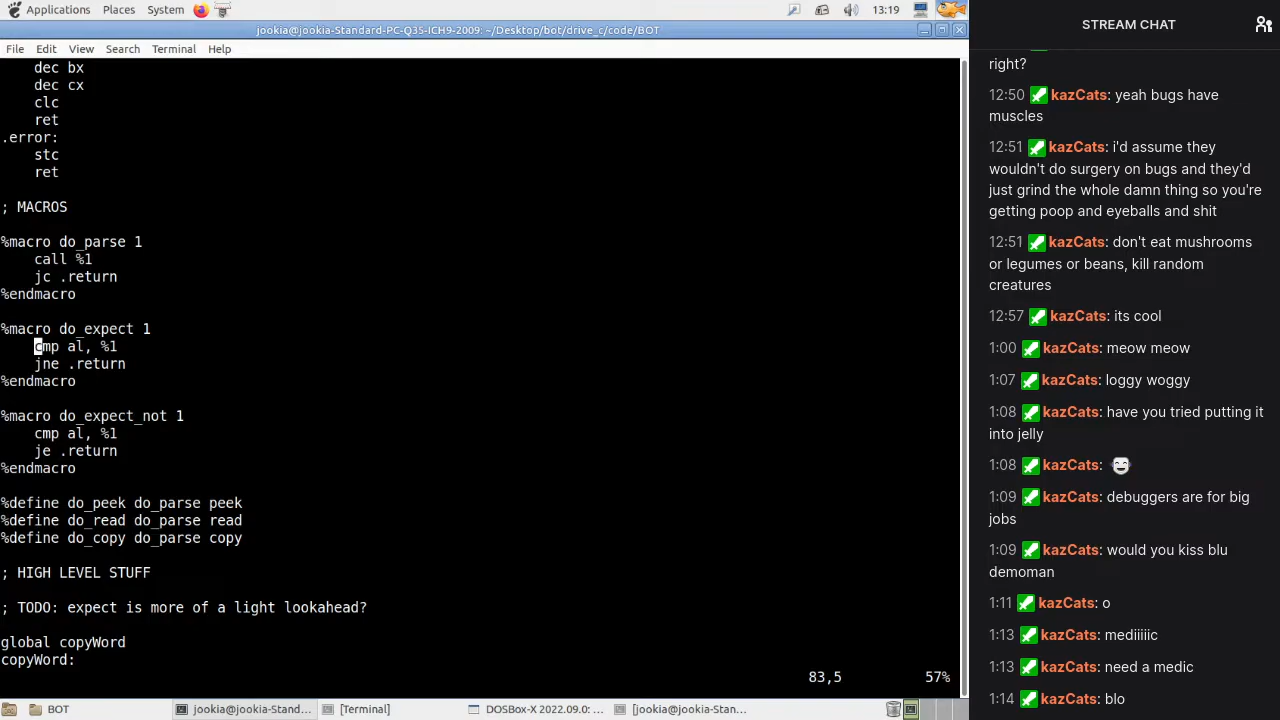 Applications Places System 13:19
jookia@jookia-Standard-PC-Q35-ICH9-2009: ~/Desktop/bot/drive_c/code/BOT
File Edit View Search Terminal Help
dec bx
dec cx
clc
ret
.error:
stc
ret
; MACROS
%macro do_parse 1
call %1
jc .return
%endmacro
%macro do_expect 1
cmp al, %1
jne .return
%endmacro
%macro do_expect_not 1
cmp al, %1
je .return
%endmacro
%define do_peek do_parse peek
%define do_read do_parse read
%define do_copy do_parse copy
; HIGH LEVEL STUFF
; TODO: expect is more of a light lookahead?
global copyWord
copyWord:
83,5 57%
BOT jookia@jookia-Stand... [Terminal] DOSBox-X 2022.09.0: ... [jookia@jookia-Stan...
STREAM CHAT
right?
12:50 kazCats: yeah bugs have
muscles
12:51 kazCats: i'd assume they
wouldn't do surgery on bugs and they'd
just grind the whole damn thing so you're
getting poop and eyeballs and shit
12:51 kazCats: don't eat mushrooms
or legumes or beans, kill random
creatures
12:57 kazCats: its cool
1:00 kazCats: meow meow
1:07 kazCats: loggy woggy
1:08 kazCats: have you tried putting it
into jelly
1:08 kazCats:
1:09 kazCats: debuggers are for big
jobs
1:09 kazCats: would you kiss blu
demoman
1:11 kazCats: o
1:13 kazCats: mediiiiic
1:13 kazCats: need a medic
1:14 kazCats: blo